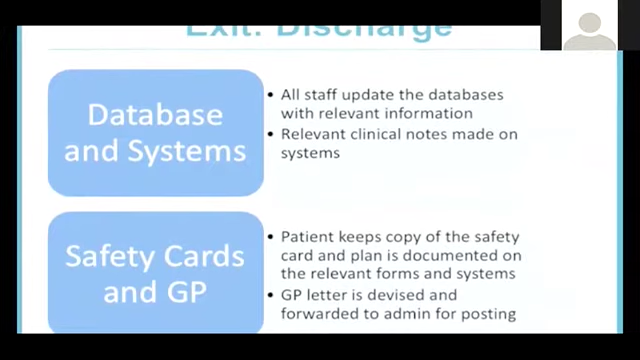 Exit: Discharge
Database
and Systems
• All staff update the databases
with relevant information
• Relevant clinical notes made on
systems
Safety Cards
and GP
• Patient keeps copy of the safety
card and plan is documented on
the relevant forms and systems
• GP letter is devised and
forwarded to admin for posting